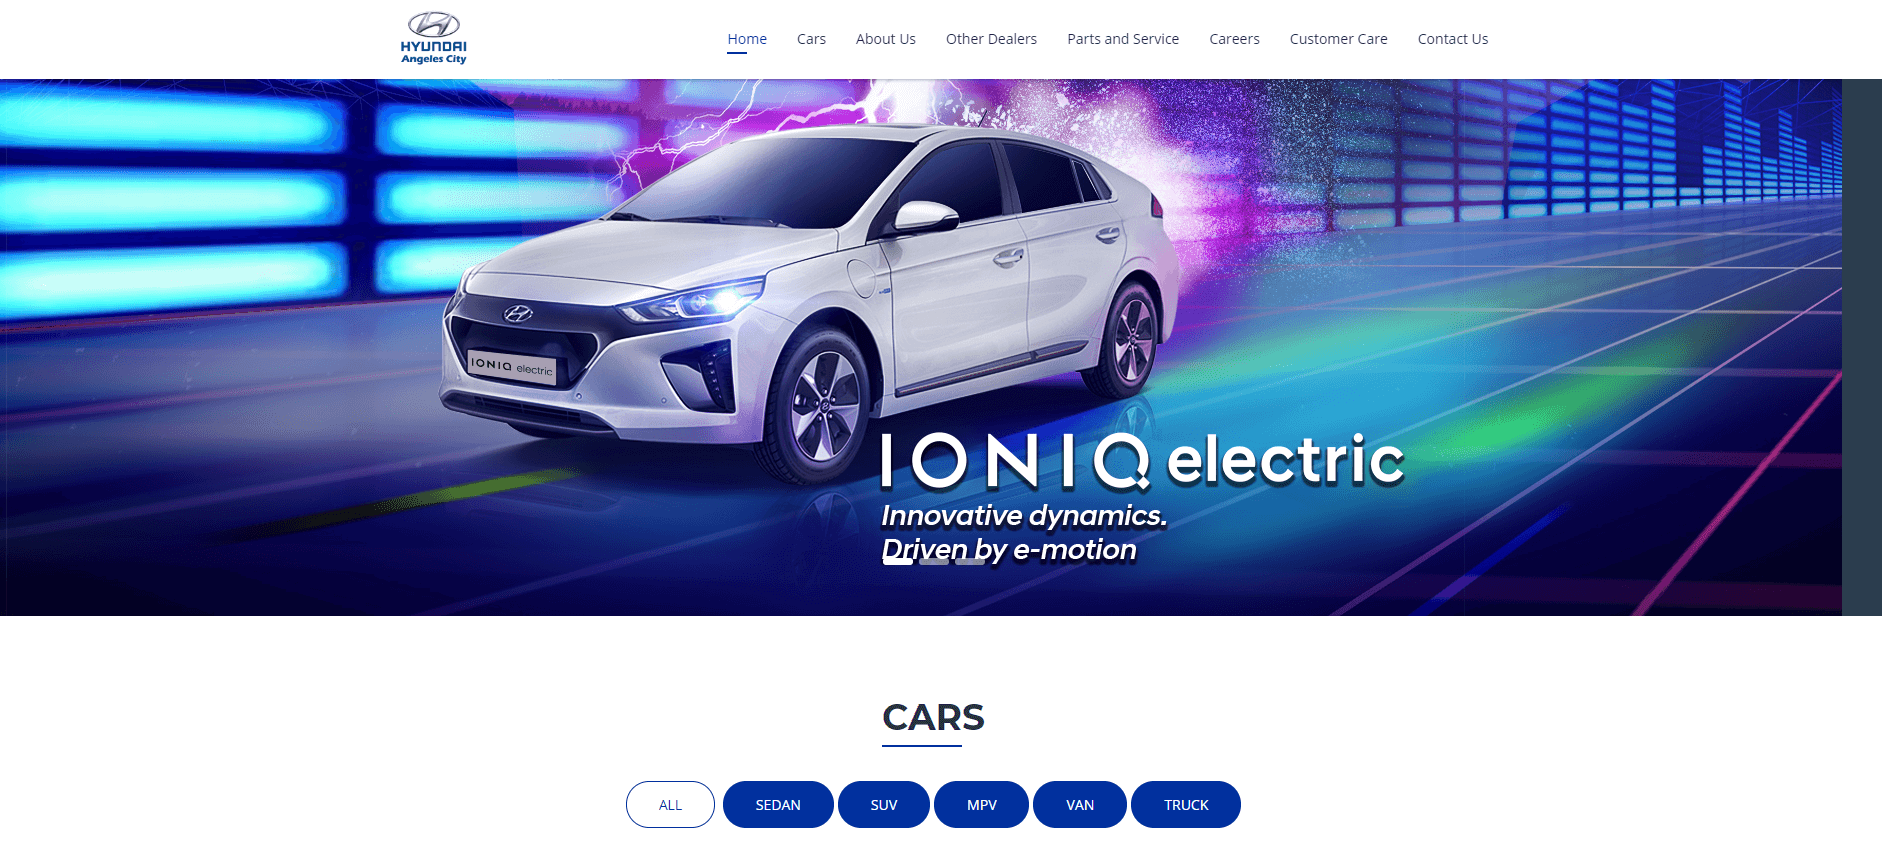 HYUNDAI
Angeles City
Home Cars About Us Other Dealers Parts and Service Careers Customer Care Contact Us
IONIQ electric
IONIQ electric
Innovative dynamics.
Driven by e-motion
CARS
ALL SEDAN SUV MPV VAN TRUCK